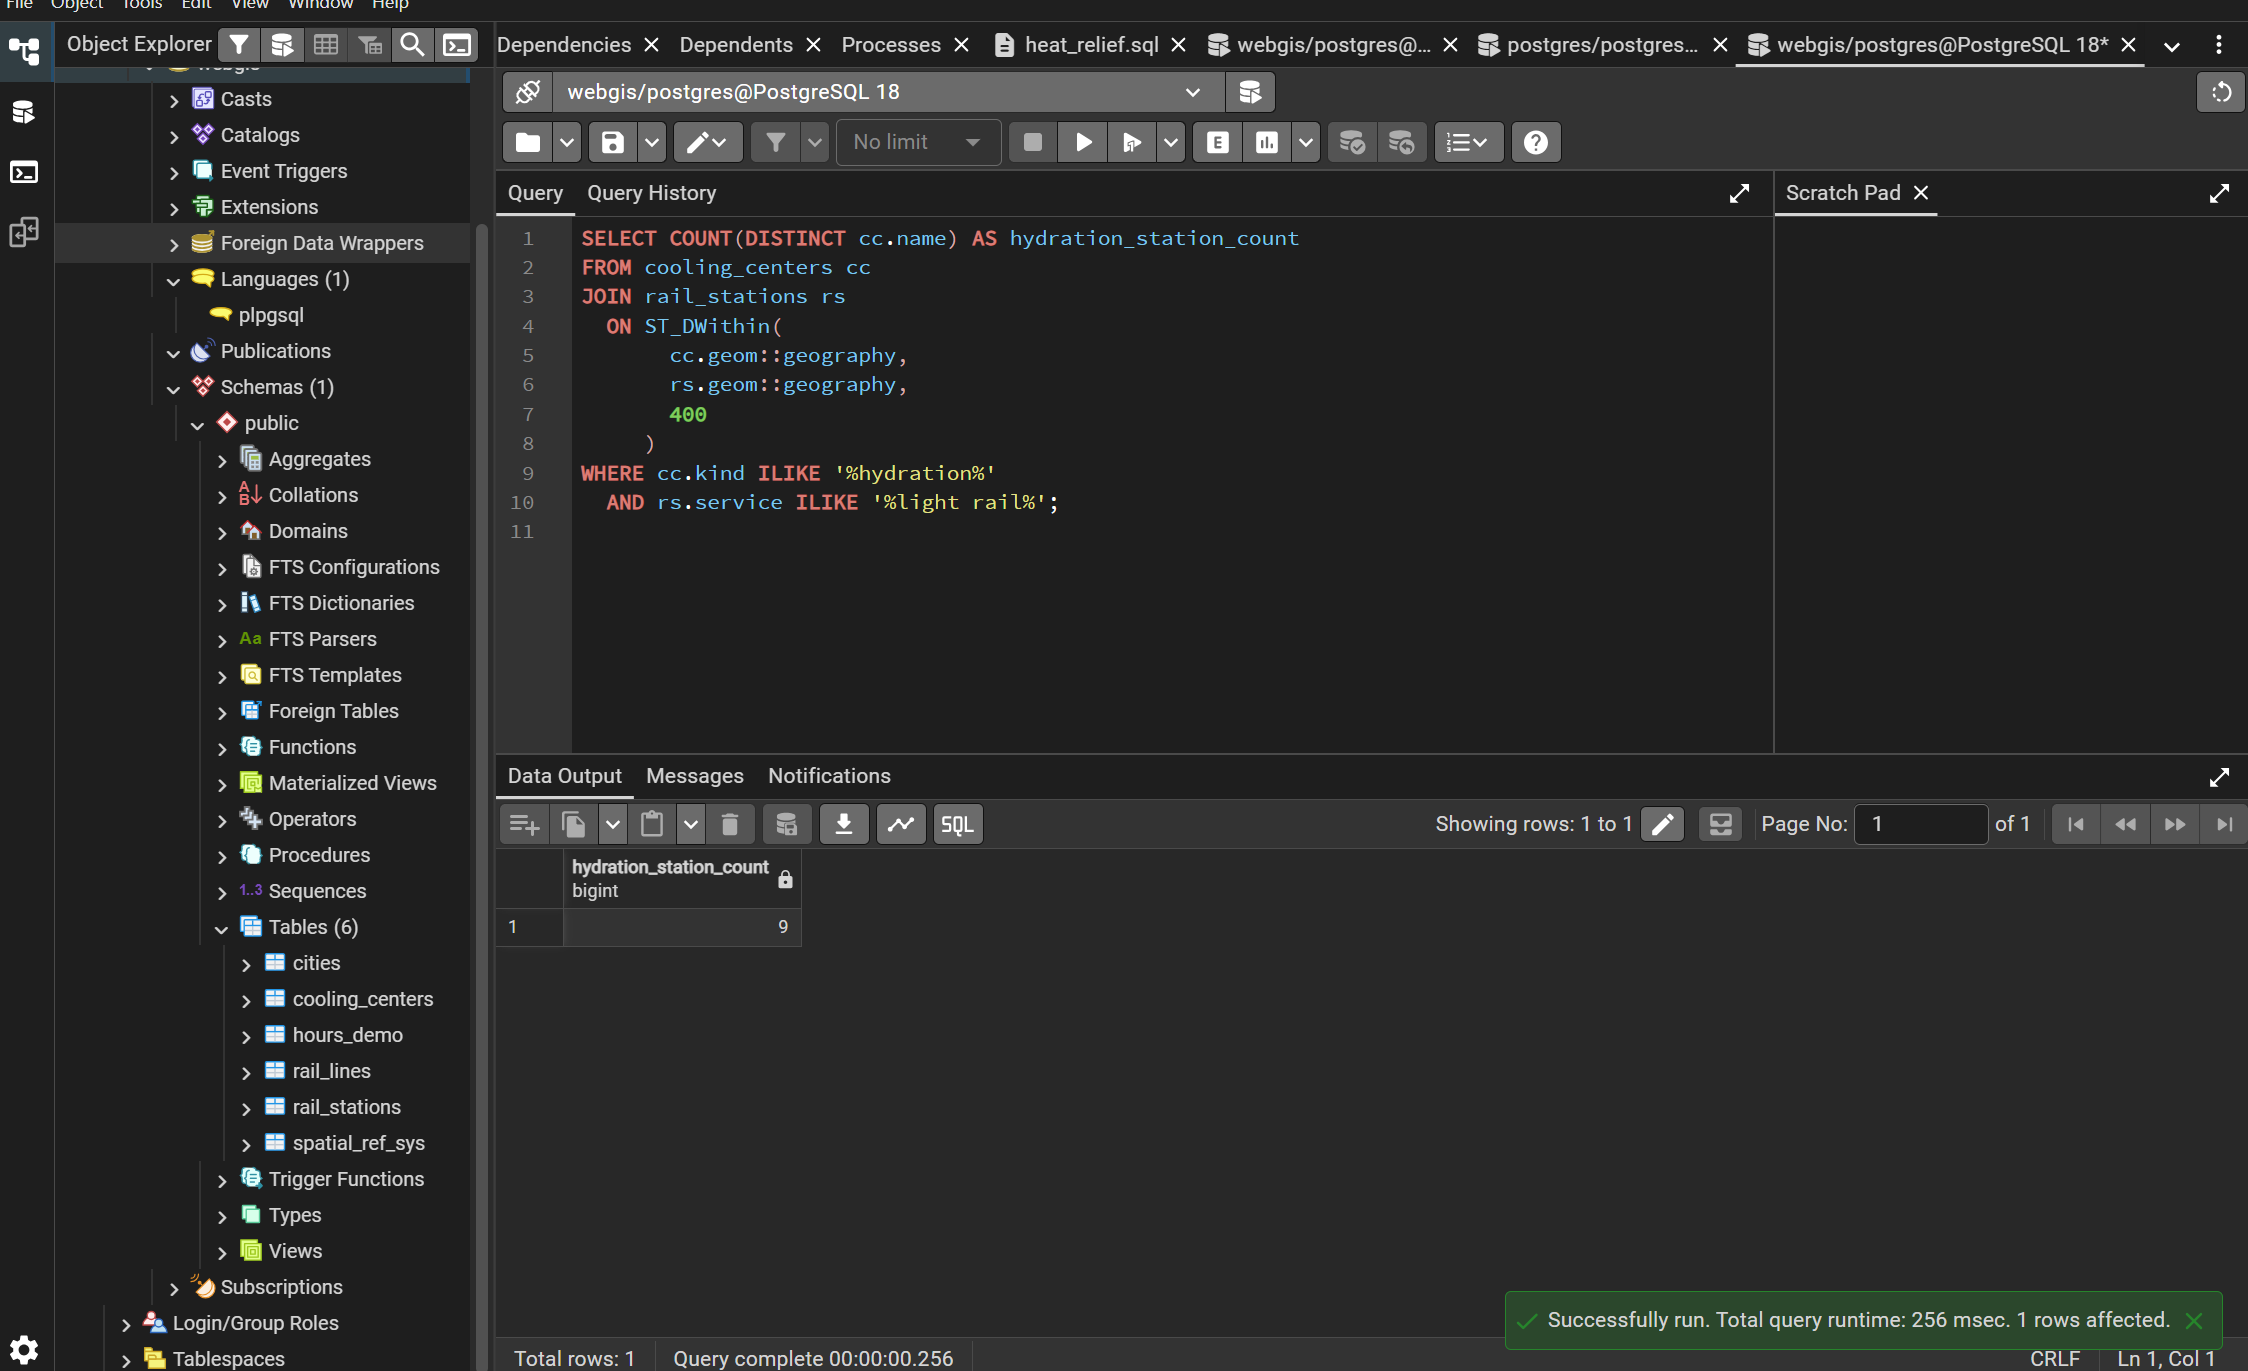 File Object Tools Edit View Window Help
Object Explorer
Dependencies
Dependents
Processes
heat_relief.sql
webgis/postgres@...
postgres/postgres...
webgis/postgres@PostgreSQL 18*
webgis
Casts
Catalogs
Event Triggers
Extensions
Foreign Data Wrappers
Languages (1)
plpgsql
Publications
Schemas (1)
public
Aggregates
Collations
Domains
FTS Configurations
FTS Dictionaries
Aa FTS Parsers
FTS Templates
Foreign Tables
Functions
Materialized Views
Operators
Procedures
1..3 Sequences
Tables (6)
cities
cooling_centers
hours_demo
rail_lines
rail_stations
spatial_ref_sys
Trigger Functions
Types
Views
Subscriptions
Login/Group Roles
Tablespaces
webgis/postgres@PostgreSQL 18
No limit
E
Query Query History
Scratch Pad
1 SELECT COUNT(DISTINCT cc.name) AS hydration_station_count
2 FROM cooling_centers cc
3 JOIN rail_stations rs
4 ON ST_DWithin(
5 cc.geom::geography,
6 rs.geom::geography,
7 400
8 )
9 WHERE cc.kind ILIKE '%hydration%'
10 AND rs.service ILIKE '%light rail%';
11
Data Output Messages Notifications
SQL
Showing rows: 1 to 1
Page No: 1 of 1
hydration_station_count
bigint
1 9
Successfully run. Total query runtime: 256 msec. 1 rows affected.
Total rows: 1
Query complete 00:00:00.256
CRLF
Ln 1, Col 1